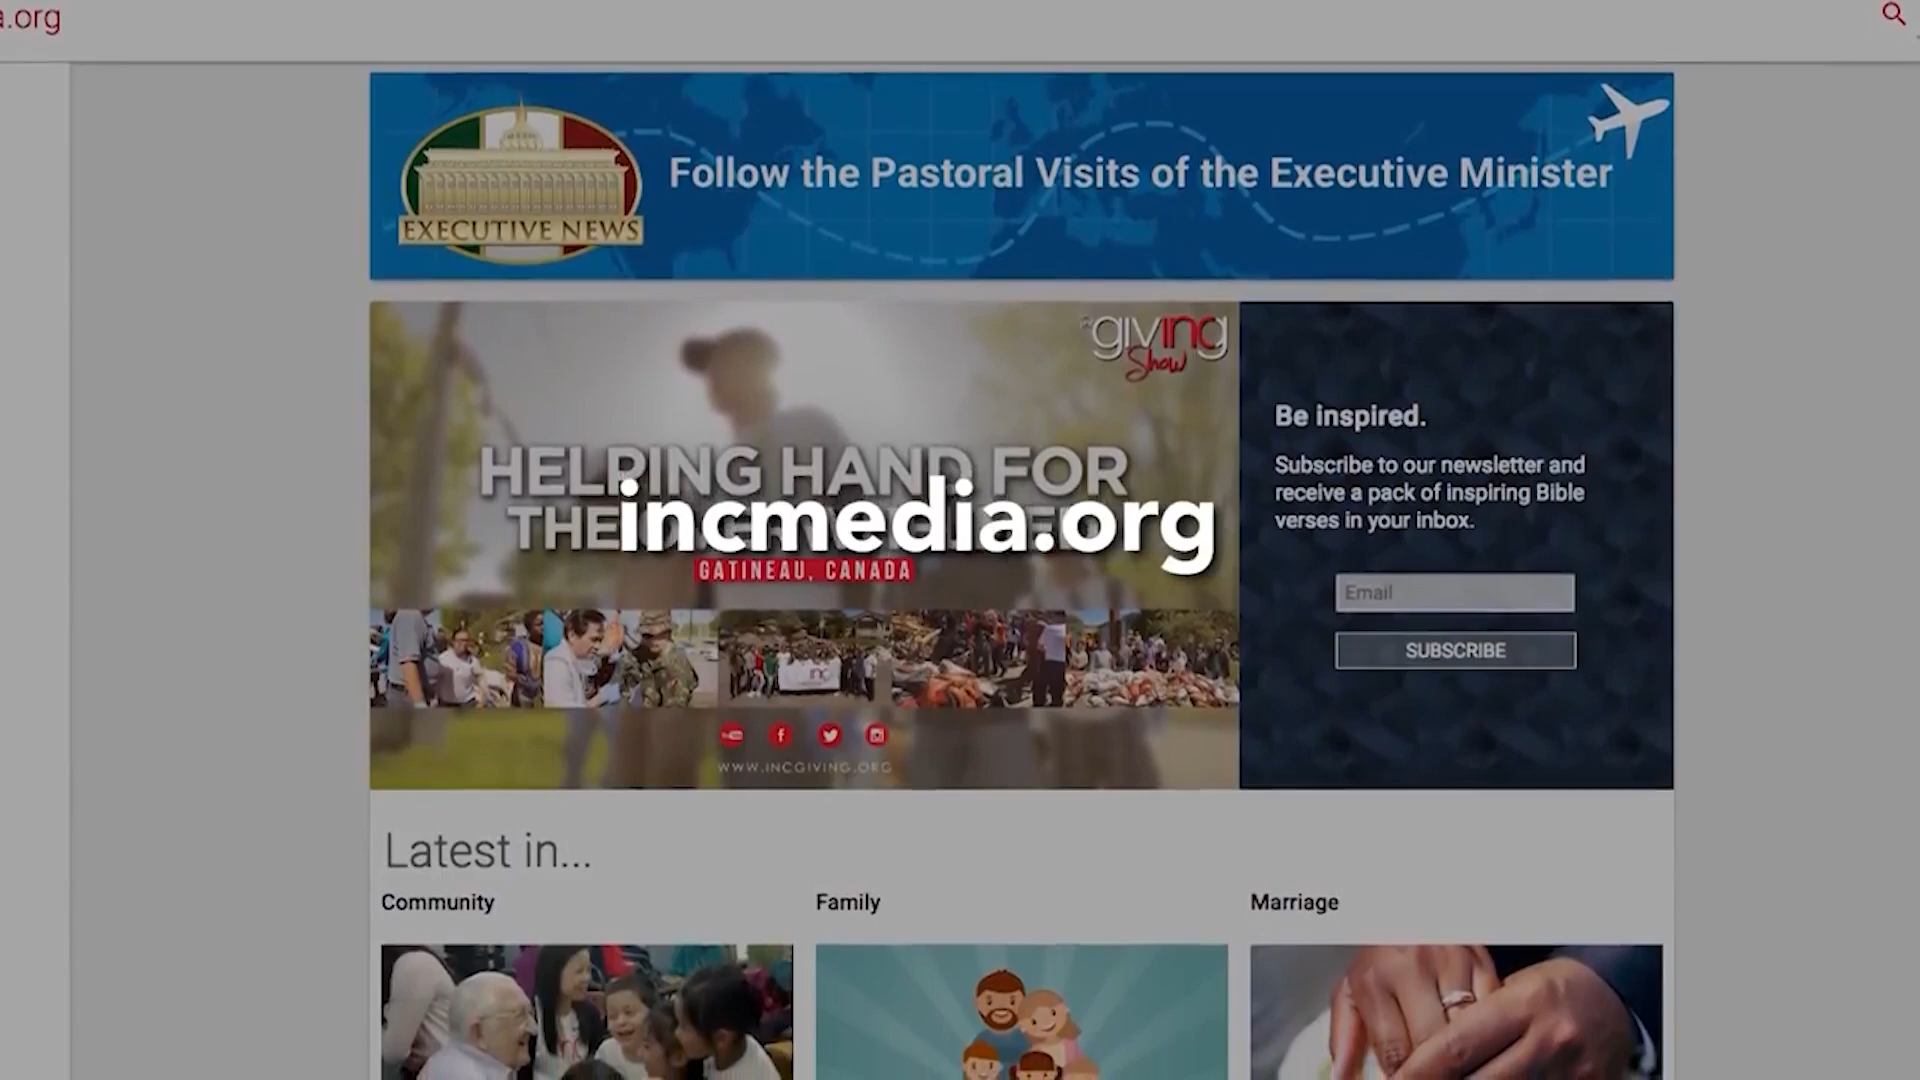 a.org
EXECUTIVE NEWS
Follow the Pastoral Visits of the Executive Minister
giving
Show
HELPING HAND FOR
THE
incmedia.org
GATINEAU, CANADA
WWW.INCGIVING.ORG
Be inspired.
Subscribe to our newsletter and
receive a pack of inspiring Bible
verses in your inbox.
Email
SUBSCRIBE
Latest in...
Community
Family
Marriage